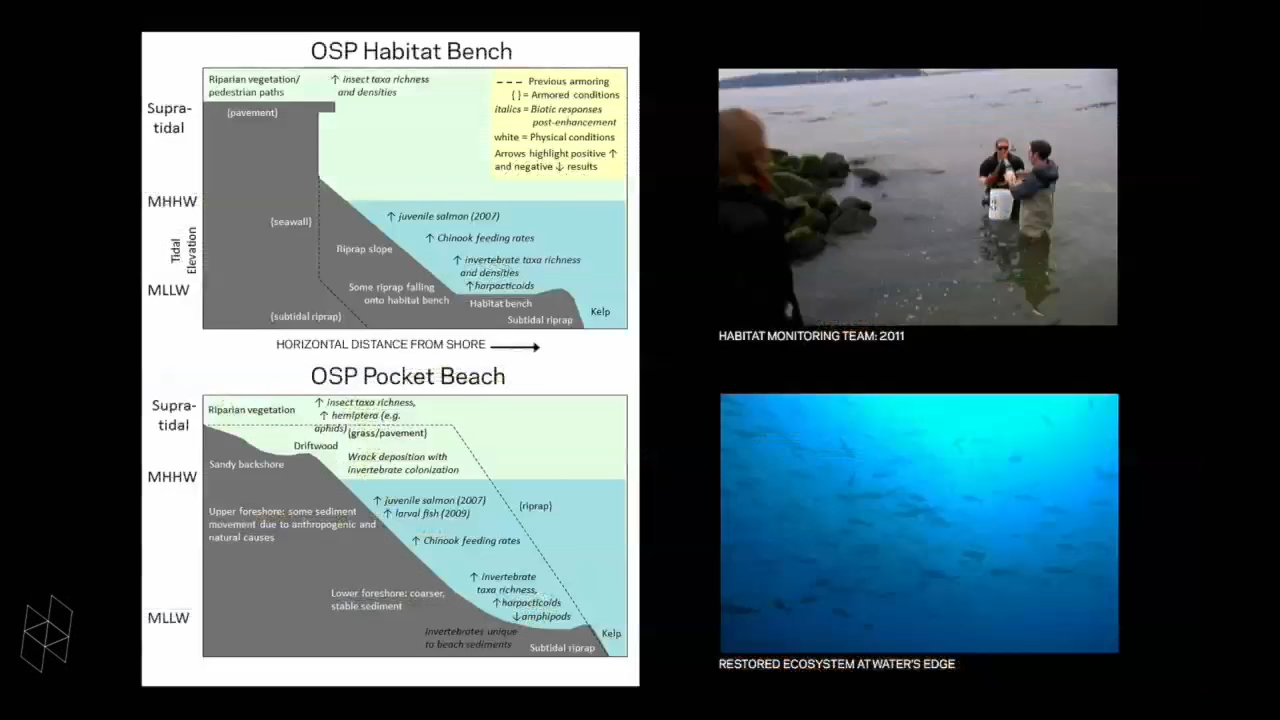 OSP Habitat Bench
Riparian vegetation/
pedestrian paths
↑ insect taxa richness
and densities
--- Previous armoring
{ } = Armored conditions
italics = Biotic responses
post-enhancement
white = Physical conditions
Arrows highlight positive ↑
and negative ↓ results
Supra-
tidal
{pavement}
MHHW
{seawall}
↑ juvenile salmon (2007)
↑ Chinook feeding rates
Tidal
Elevation
Riprap slope
↑ invertebrate taxa richness
and densities
↑harpacticoids
MLLW
Some riprap falling
onto habitat bench
Habitat bench
{subtidal riprap}
Subtidal riprap
Kelp
HORIZONTAL DISTANCE FROM SHORE
OSP Pocket Beach
Supra-
tidal
Riparian vegetation
↑ insect taxa richness,
↑ hemiptera (e.g.
aphids)
{grass/pavement}
Driftwood
Sandy backshore
Wrack deposition with
invertebrate colonization
MHHW
↑ juvenile salmon (2007)
↑ larval fish (2009)
{riprap}
Upper foreshore: some sediment
movement due to anthropogenic and
natural causes
↑ Chinook feeding rates
↑ invertebrate
taxa richness,
↑harpacticoids
↓amphipods
Lower foreshore: coarser,
stable sediment
MLLW
Invertebrates unique
to beach sediments
Subtidal riprap
Kelp
HABITAT MONITORING TEAM: 2011
RESTORED ECOSYSTEM AT WATER'S EDGE